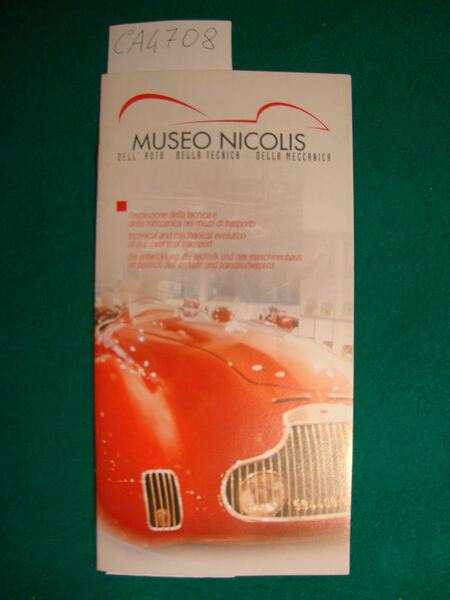 CA4708
MUSEO NICOLIS
DELL'AUTO DELLA TECNICA DELLA MECCANICA
l'evoluzione della tecnica e
della meccanica nei mezzi di trasporto
technical and mechanical evolution
of our means of transport
die entwicklung der technik und des maschinenbaus
im bereich des verkehr und transportwesens